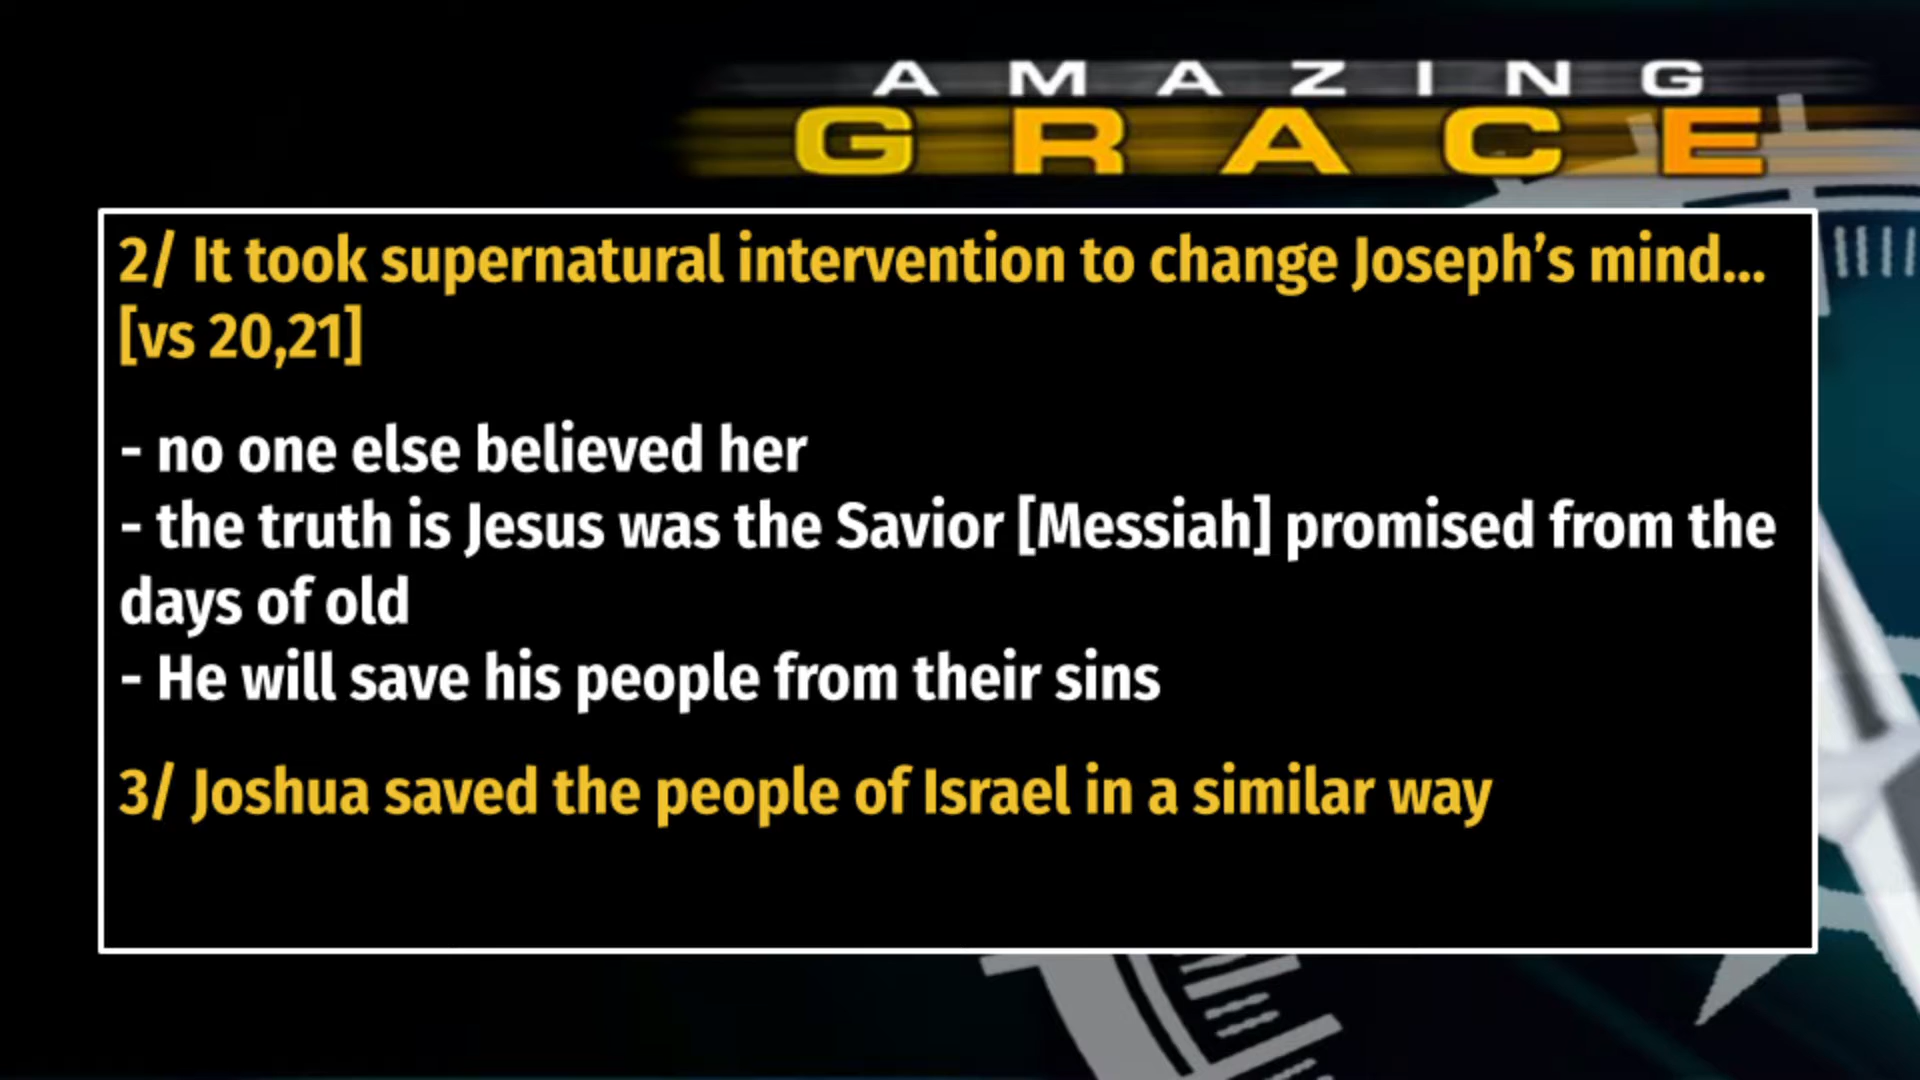 AMAZING
GRACE
2/ It took supernatural intervention to change Joseph’s mind...
[vs 20,21]
- no one else believed her
- the truth is Jesus was the Savior [Messiah] promised from the
days of old
- He will save his people from their sins
3/ Joshua saved the people of Israel in a similar way